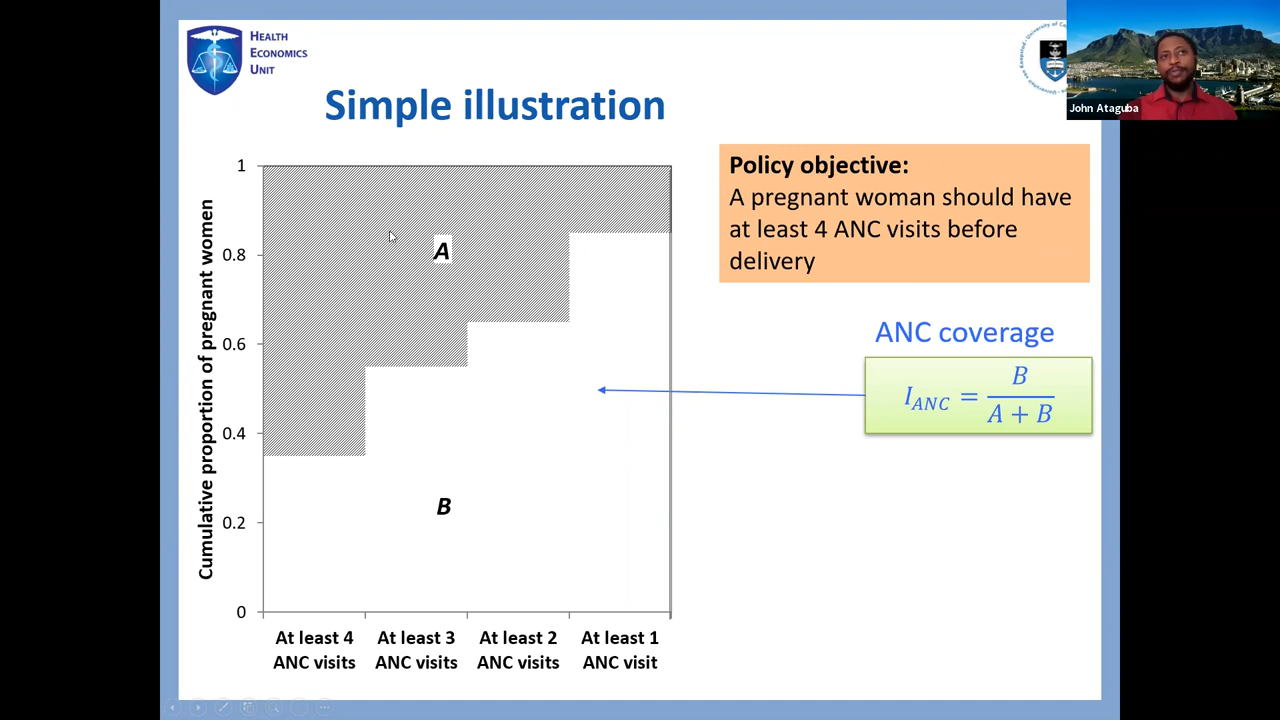 HEALTH
ECONOMICS
UNIT
John Ataguba
Simple illustration
Cumulative proportion of pregnant women
1
0.8
0.6
0.4
0.2
0
A
B
At least 4
ANC visits
At least 3
ANC visits
At least 2
ANC visits
At least 1
ANC visit
Policy objective:
A pregnant woman should have
at least 4 ANC visits before
delivery
ANC coverage
I_ANC = B / (A + B)